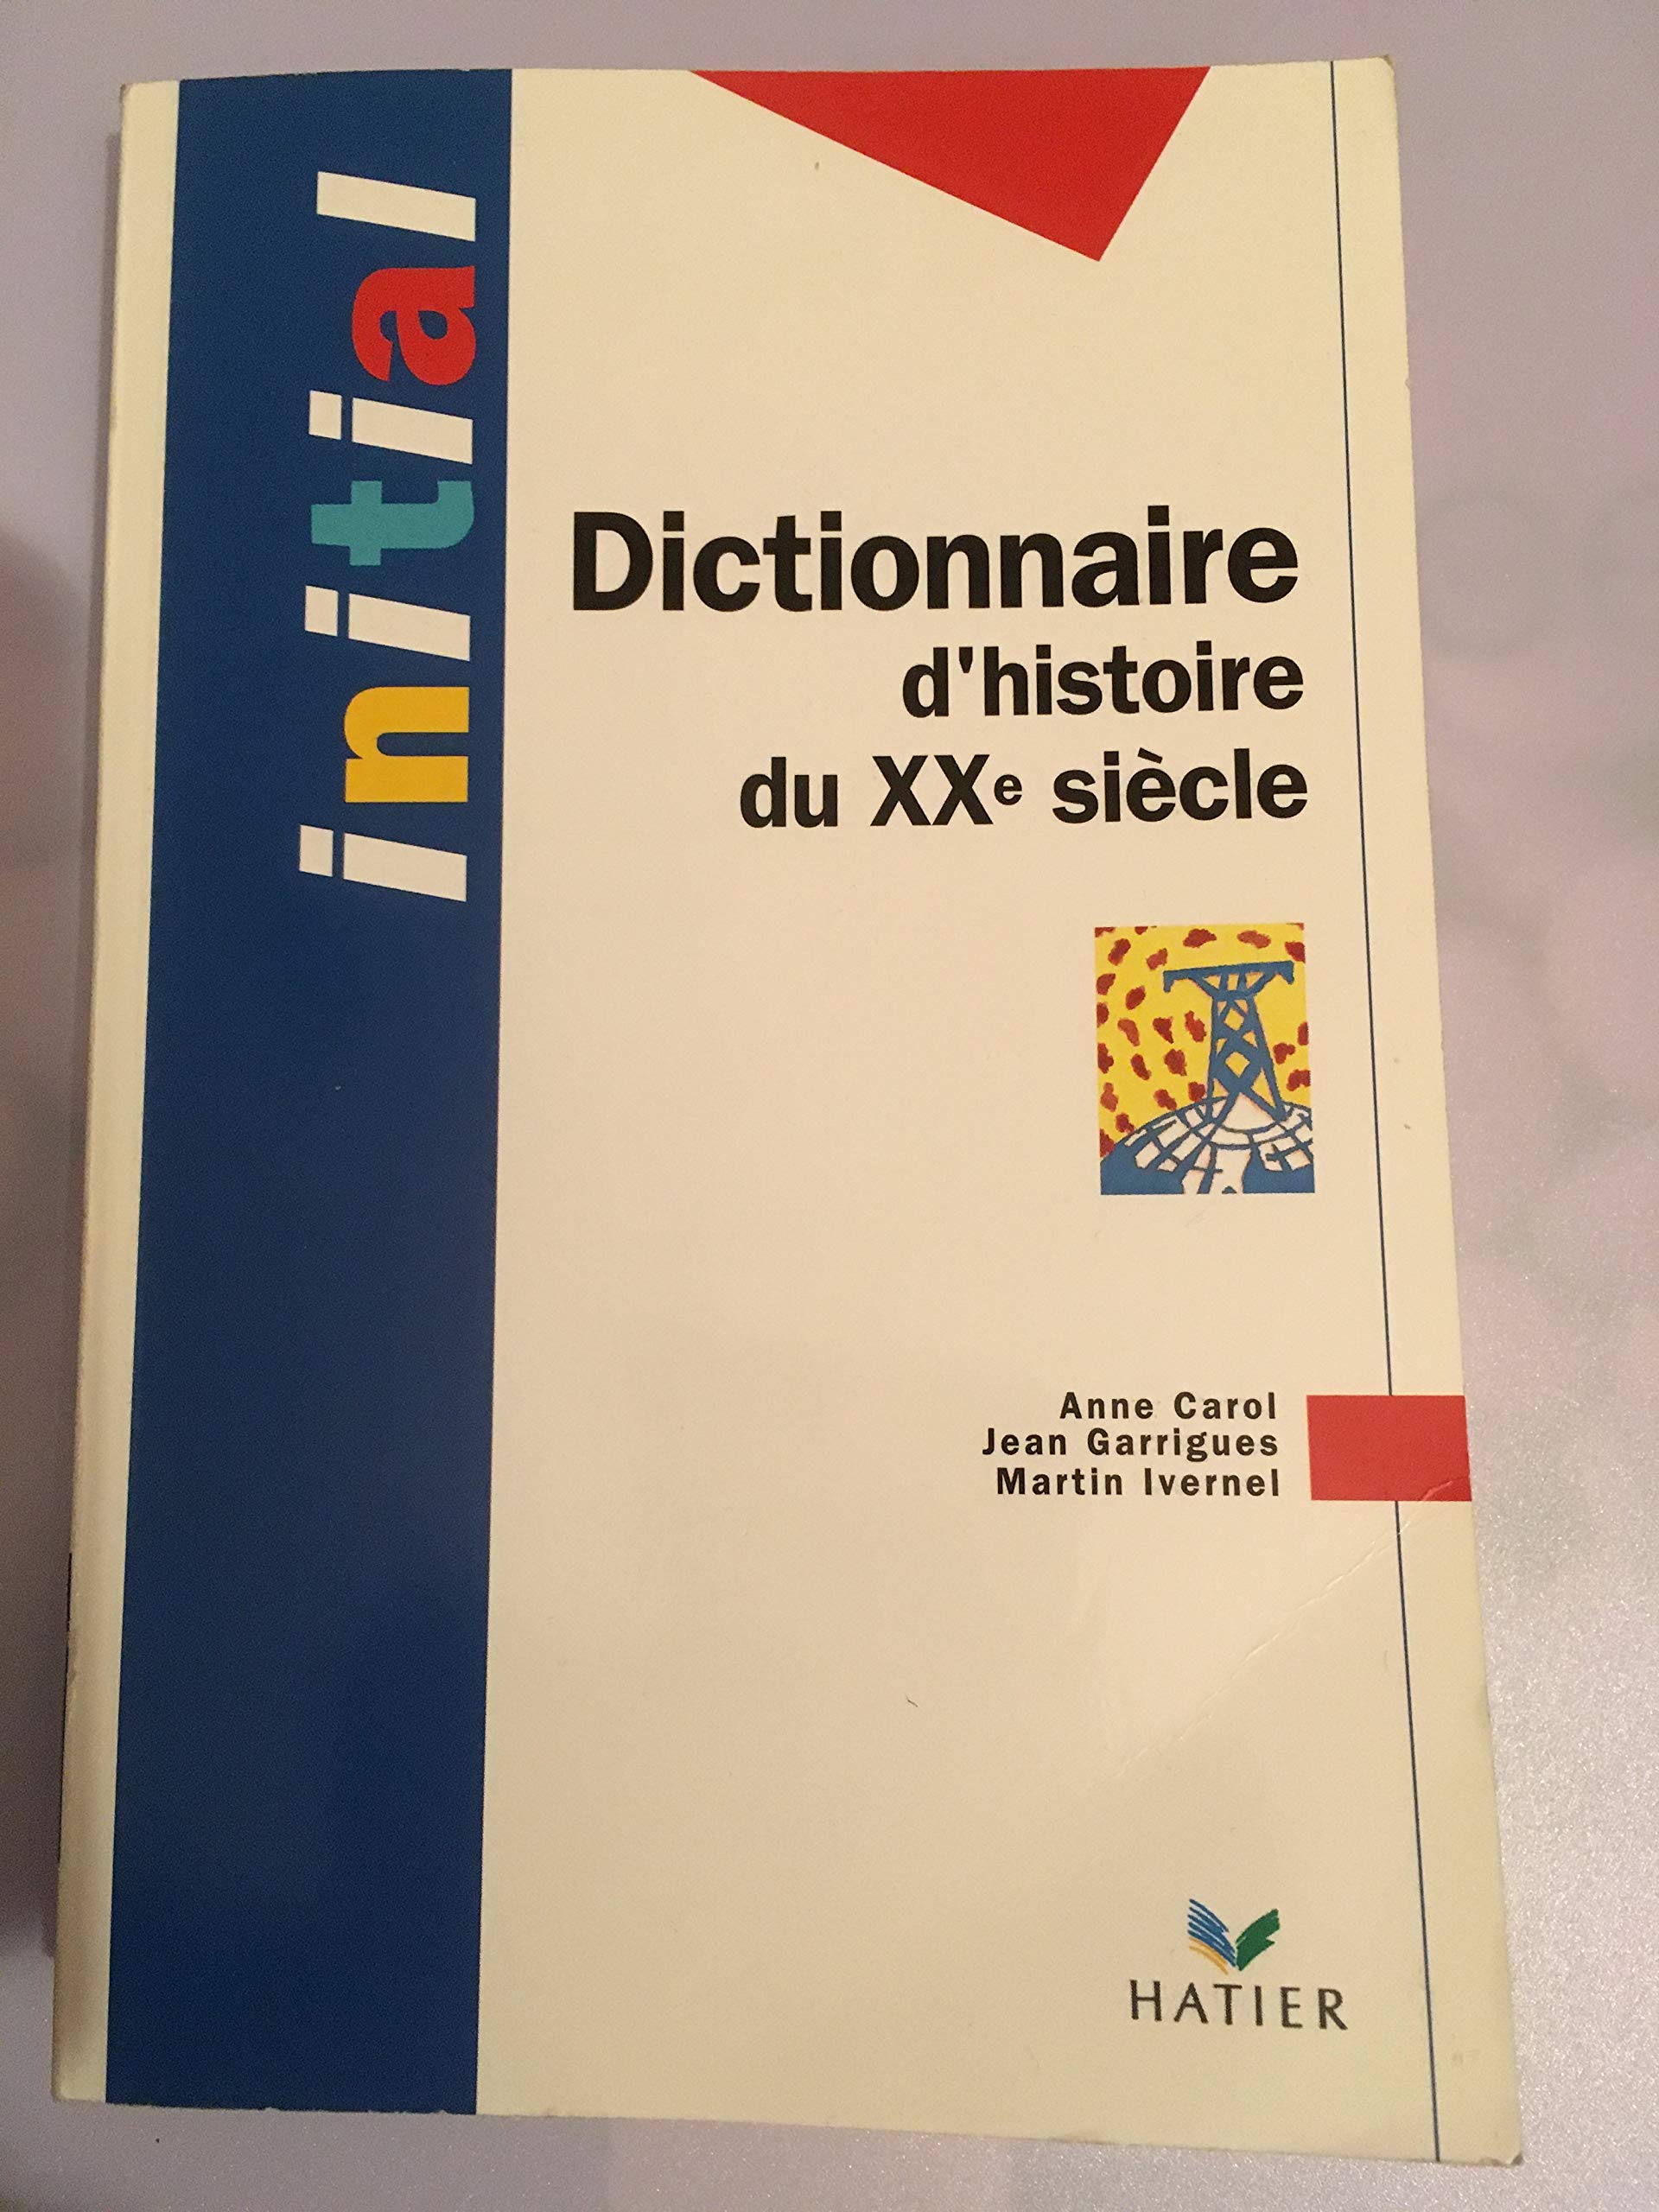 initial
Dictionnaire
d'histoire
du XXe siècle
Anne Carol
Jean Garrigues
Martin Ivernel
HATIER